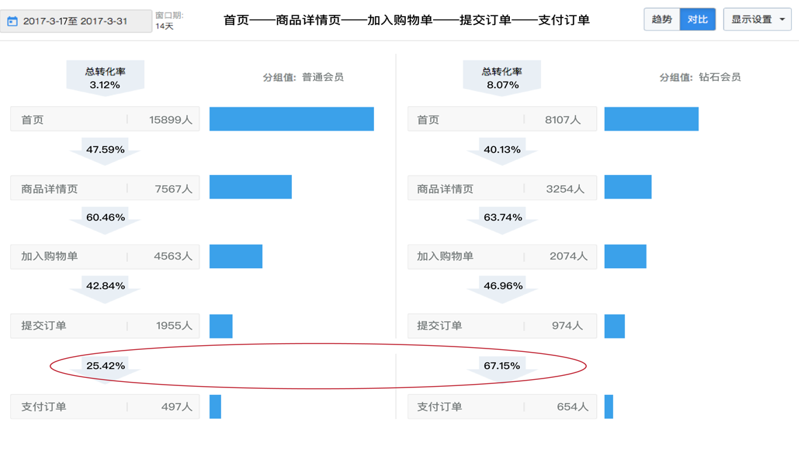 2017-3-17至 2017-3-31
窗口期:
14天
首页——商品详情页——加入购物单——提交订单——支付订单
趋势 对比 显示设置
总转化率
3.12%
分组值: 普通会员
首页 15899人
47.59%
商品详情页 7567人
60.46%
加入购物单 4563人
42.84%
提交订单 1955人
25.42%
支付订单 497人
总转化率
8.07%
分组值: 钻石会员
首页 8107人
40.13%
商品详情页 3254人
63.74%
加入购物单 2074人
46.96%
提交订单 974人
67.15%
支付订单 654人